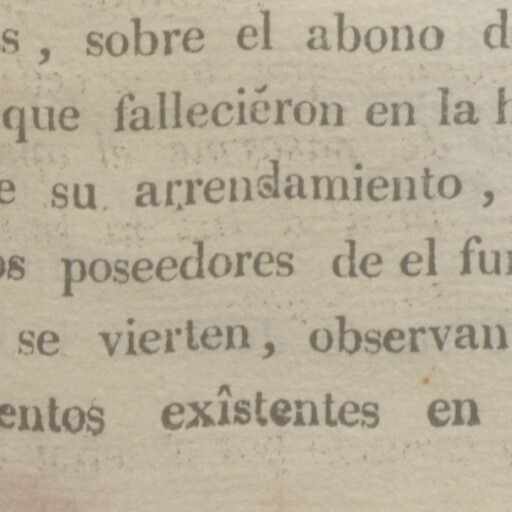 s, sobre el abono d
que falleciéron en la h
e su arrendamiento,
os poseedores de el fun
se vierten, observan
entos exîstentes en